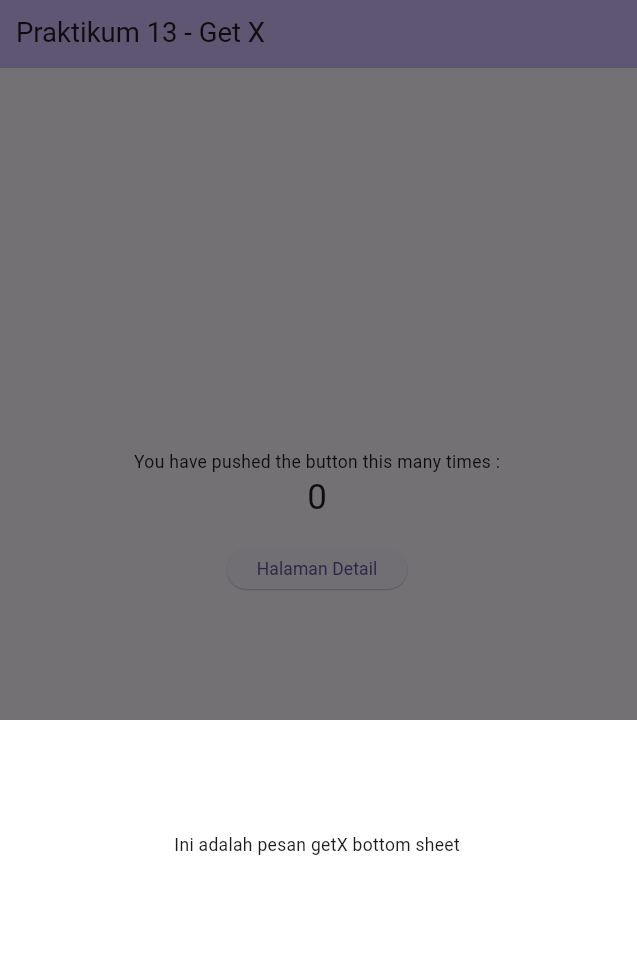 Praktikum 13 - Get X
You have pushed the button this many times :
0
Halaman Detail
Ini adalah pesan getX bottom sheet